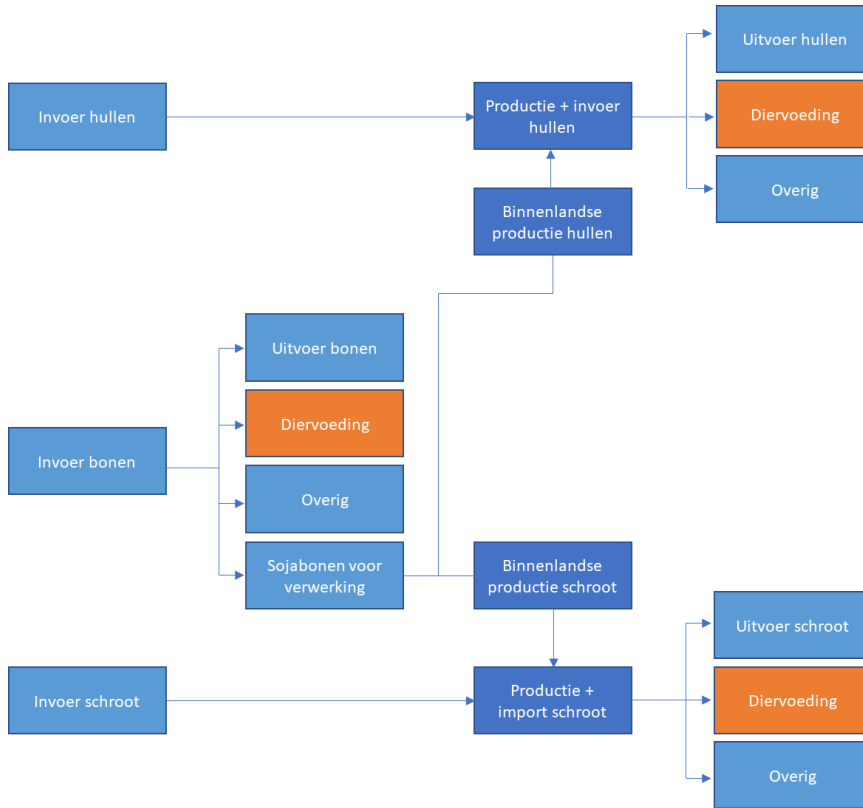 Uitvoer hullen
Invoer hullen
Productie + invoer
hullen
Diervoeding
Overig
Binnenlandse
productie hullen
Uitvoer bonen
Diervoeding
Invoer bonen
Overig
Sojabonen voor
verwerking
Binnenlandse
productie schroot
Uitvoer schroot
Invoer schroot
Productie +
import schroot
Diervoeding
Overig